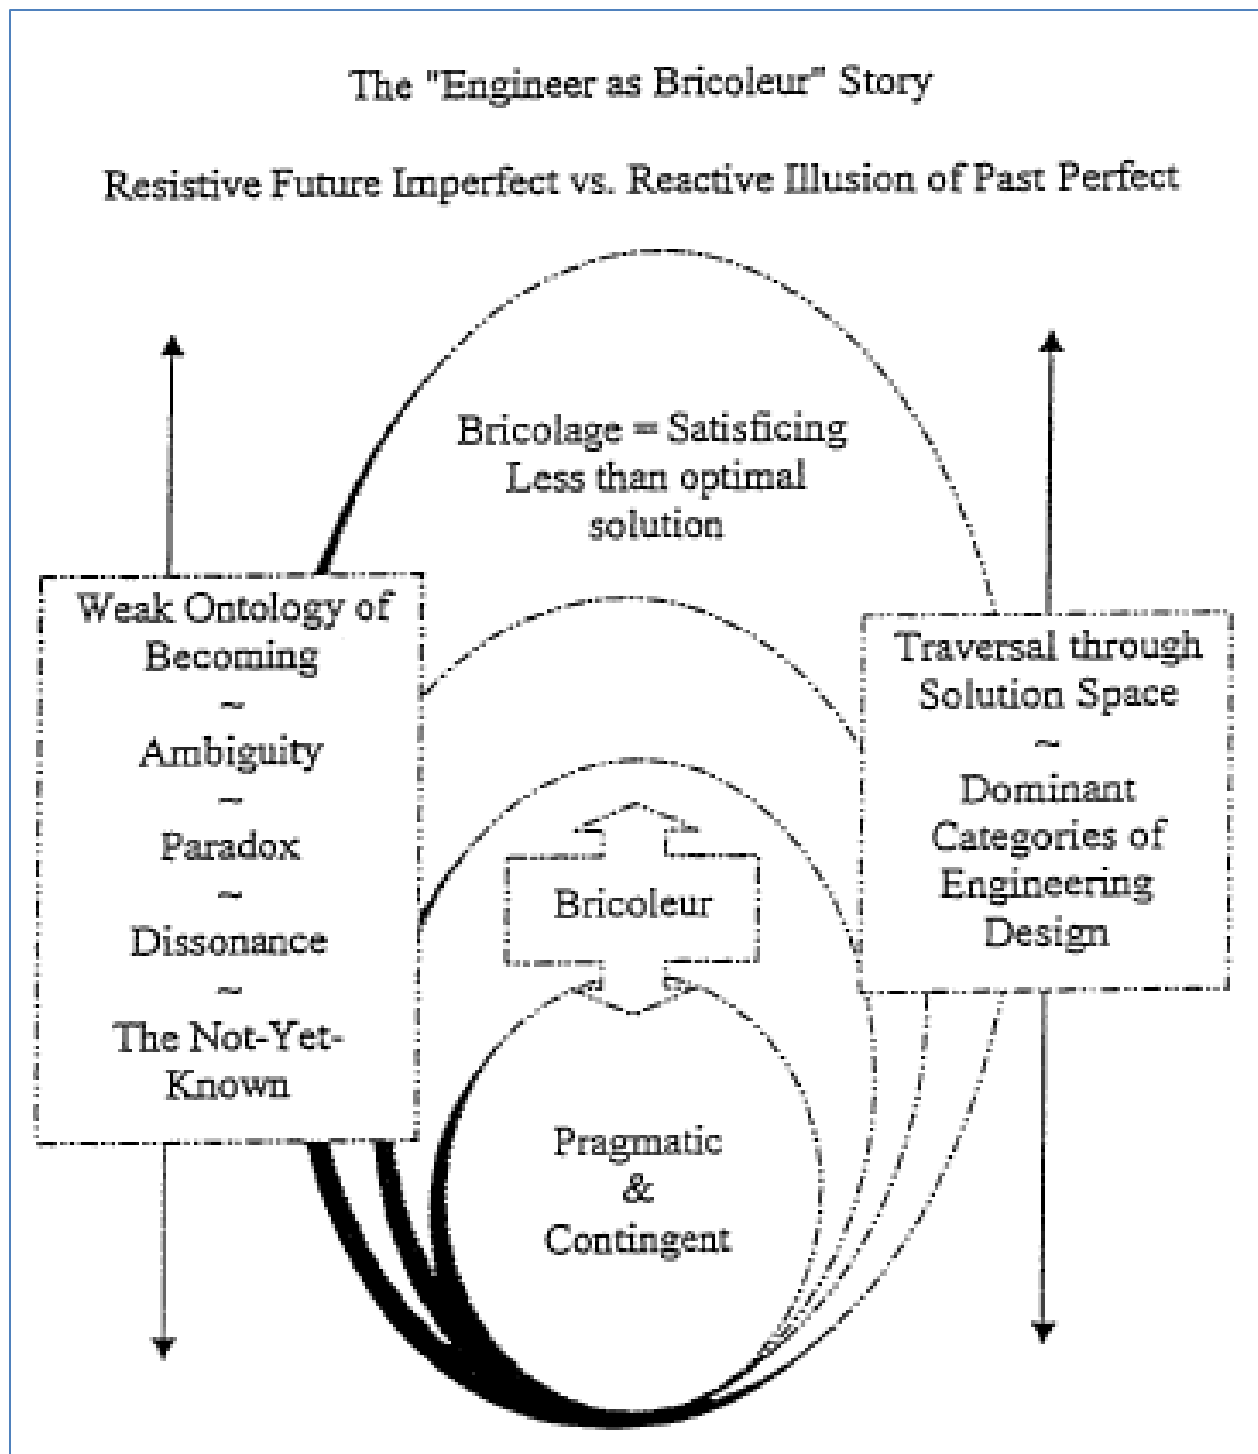 The "Engineer as Bricoleur" Story
Resistive Future Imperfect vs. Reactive Illusion of Past Perfect
Bricolage = Satisficing
Less than optimal
solution
Weak Ontology of
Becoming
~
Ambiguity
~
Paradox
~
Dissonance
~
The Not-Yet-
Known
Traversal through
Solution Space
~
Dominant
Categories of
Engineering
Design
Bricoleur
Pragmatic
&
Contingent